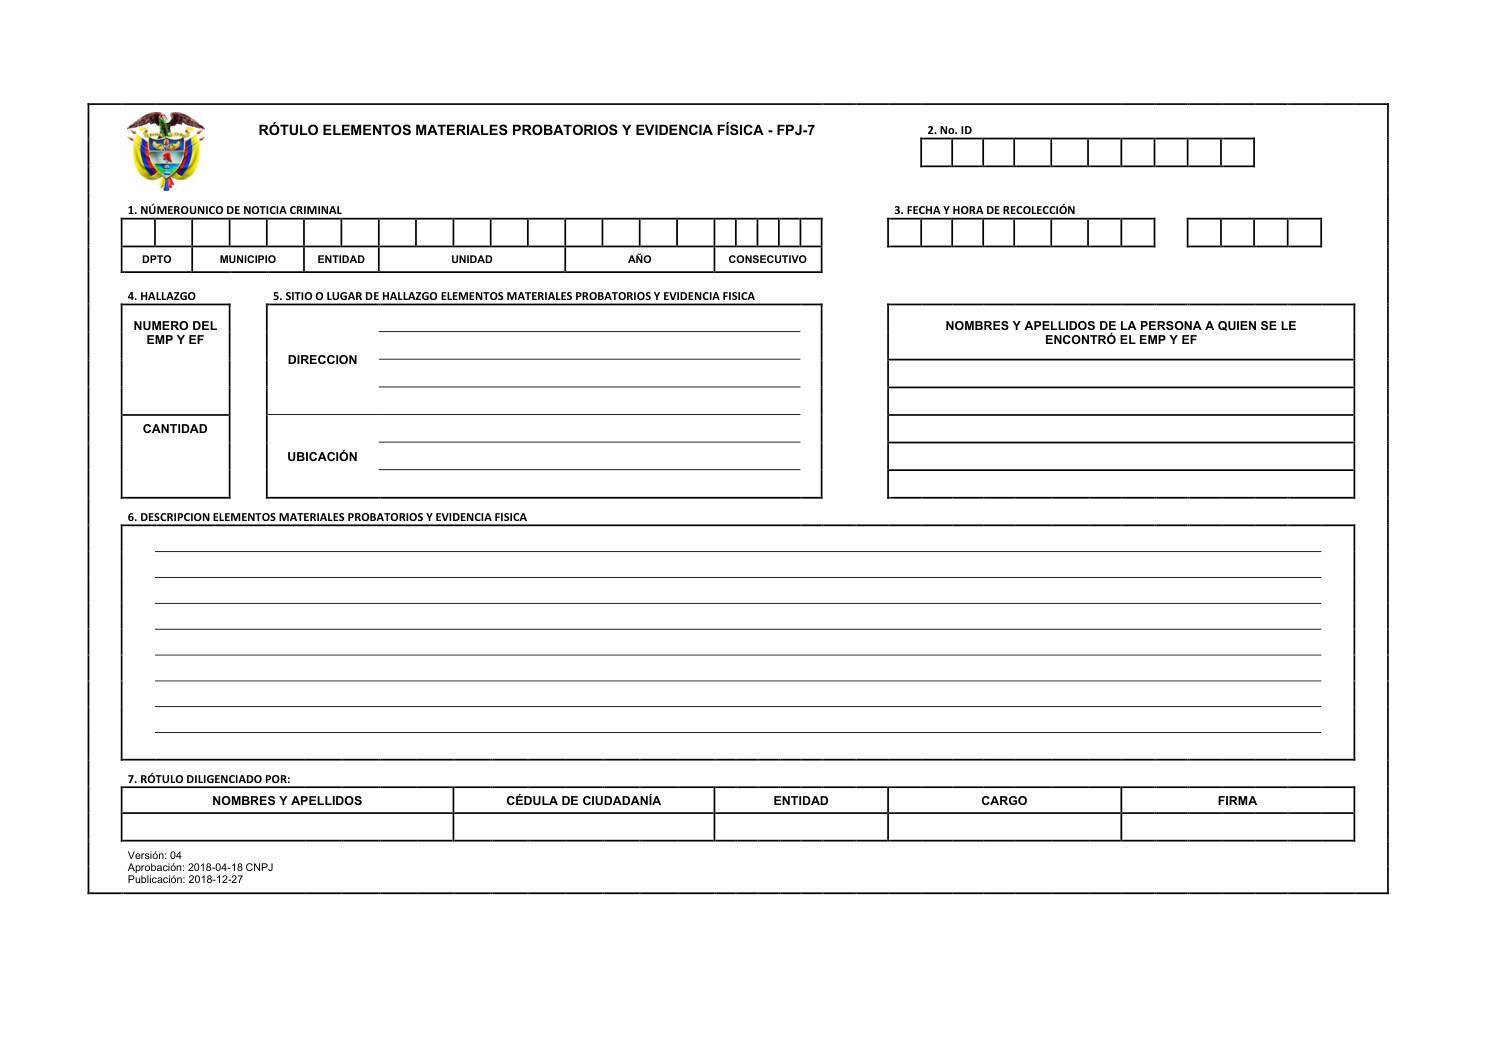 RÓTULO ELEMENTOS MATERIALES PROBATORIOS Y EVIDENCIA FÍSICA - FPJ-7
2. No. ID
1. NÚMEROUNICO DE NOTICIA CRIMINAL
3. FECHA Y HORA DE RECOLECCIÓN
DPTO MUNICIPIO ENTIDAD UNIDAD AÑO CONSECUTIVO
4. HALLAZGO
5. SITIO O LUGAR DE HALLAZGO ELEMENTOS MATERIALES PROBATORIOS Y EVIDENCIA FISICA
NUMERO DEL
EMP Y EF
CANTIDAD
DIRECCION
UBICACIÓN
NOMBRES Y APELLIDOS DE LA PERSONA A QUIEN SE LE
ENCONTRÓ EL EMP Y EF
6. DESCRIPCION ELEMENTOS MATERIALES PROBATORIOS Y EVIDENCIA FISICA
7. RÓTULO DILIGENCIADO POR:
NOMBRES Y APELLIDOS CÉDULA DE CIUDADANÍA ENTIDAD CARGO FIRMA
Versión: 04
Aprobación: 2018-04-18 CNPJ
Publicación: 2018-12-27